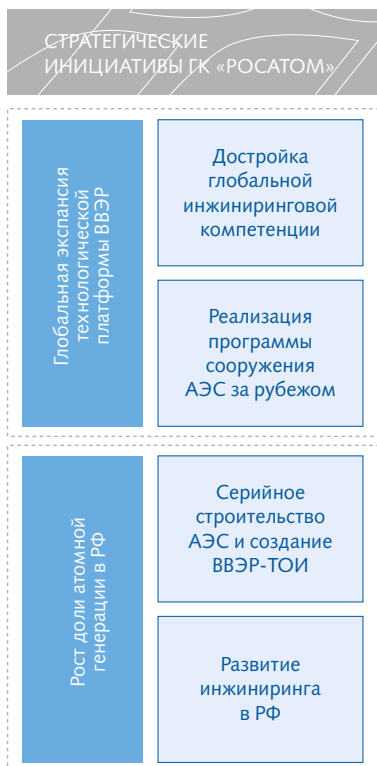 СТРАТЕГИЧЕСКИЕ
ИНИЦИАТИВЫ ГК «РОСАТОМ»
Глобальная экспансия
технологической
платформы ВВЭР
Достройка
глобальной
инжиниринговой
компетенции
Реализация
программы
сооружения
АЭС за рубежом
Рост доли атомной
генерации в РФ
Серийное
строительство
АЭС и создание
ВВЭР-ТОИ
Развитие
инжиниринга
в РФ